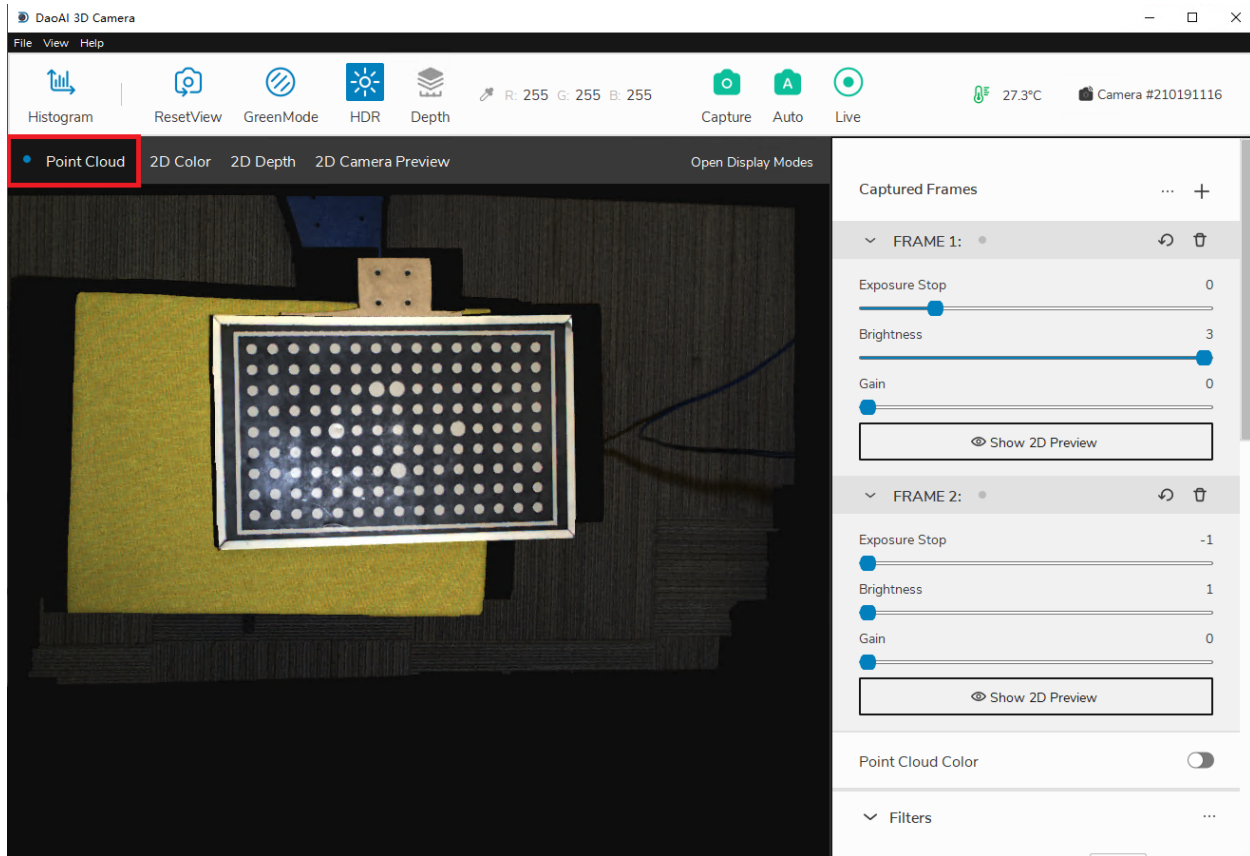 DaoAI 3D Camera
File View Help
Histogram ResetView GreenMode HDR Depth R: 255 G: 255 B: 255 Capture Auto Live 27.3°C Camera #210191116
Point Cloud 2D Color 2D Depth 2D Camera Preview Open Display Modes
Captured Frames
FRAME 1:
Exposure Stop 0
Brightness 3
Gain 0
Show 2D Preview
FRAME 2:
Exposure Stop -1
Brightness 1
Gain 0
Show 2D Preview
Point Cloud Color
Filters